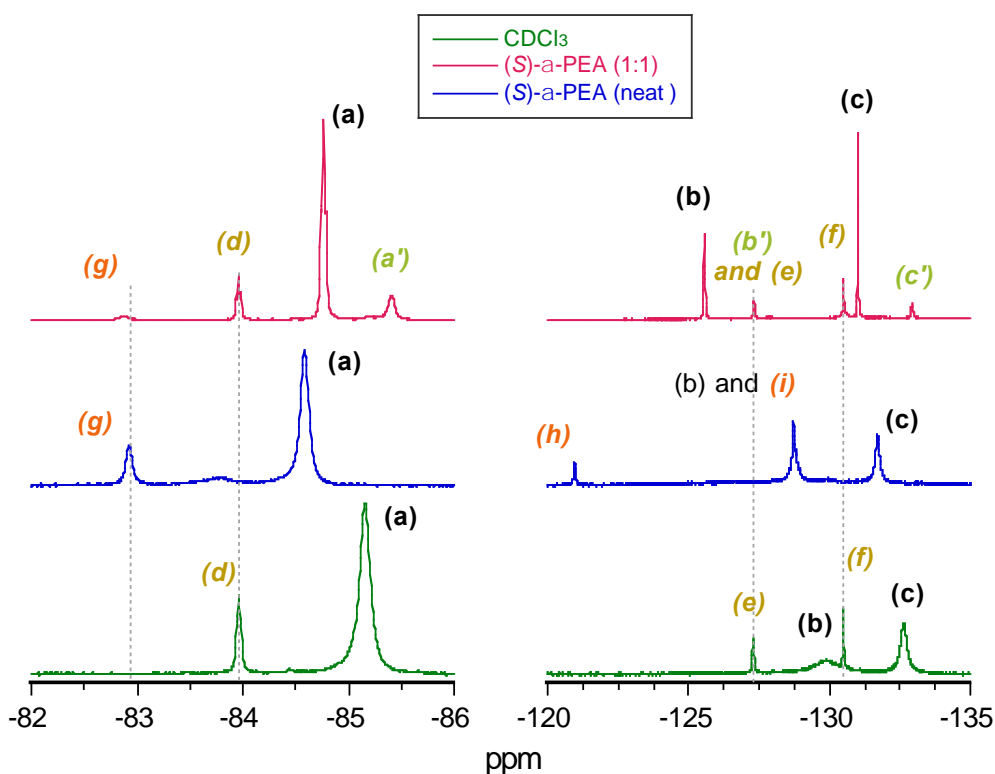 CDCl₃
(S)-a-PEA (1:1)
(S)-a-PEA (neat )
(a)
(c)
(b)
(g)
(d)
(a')
(b')
and (e)
(f)
(c')
(a)
(g)
(b) and (i)
(h)
(c)
(a)
(d)
(e)
(b)
(f)
(c)
-82 -83 -84 -85 -86 -120 -125 -130 -135
ppm